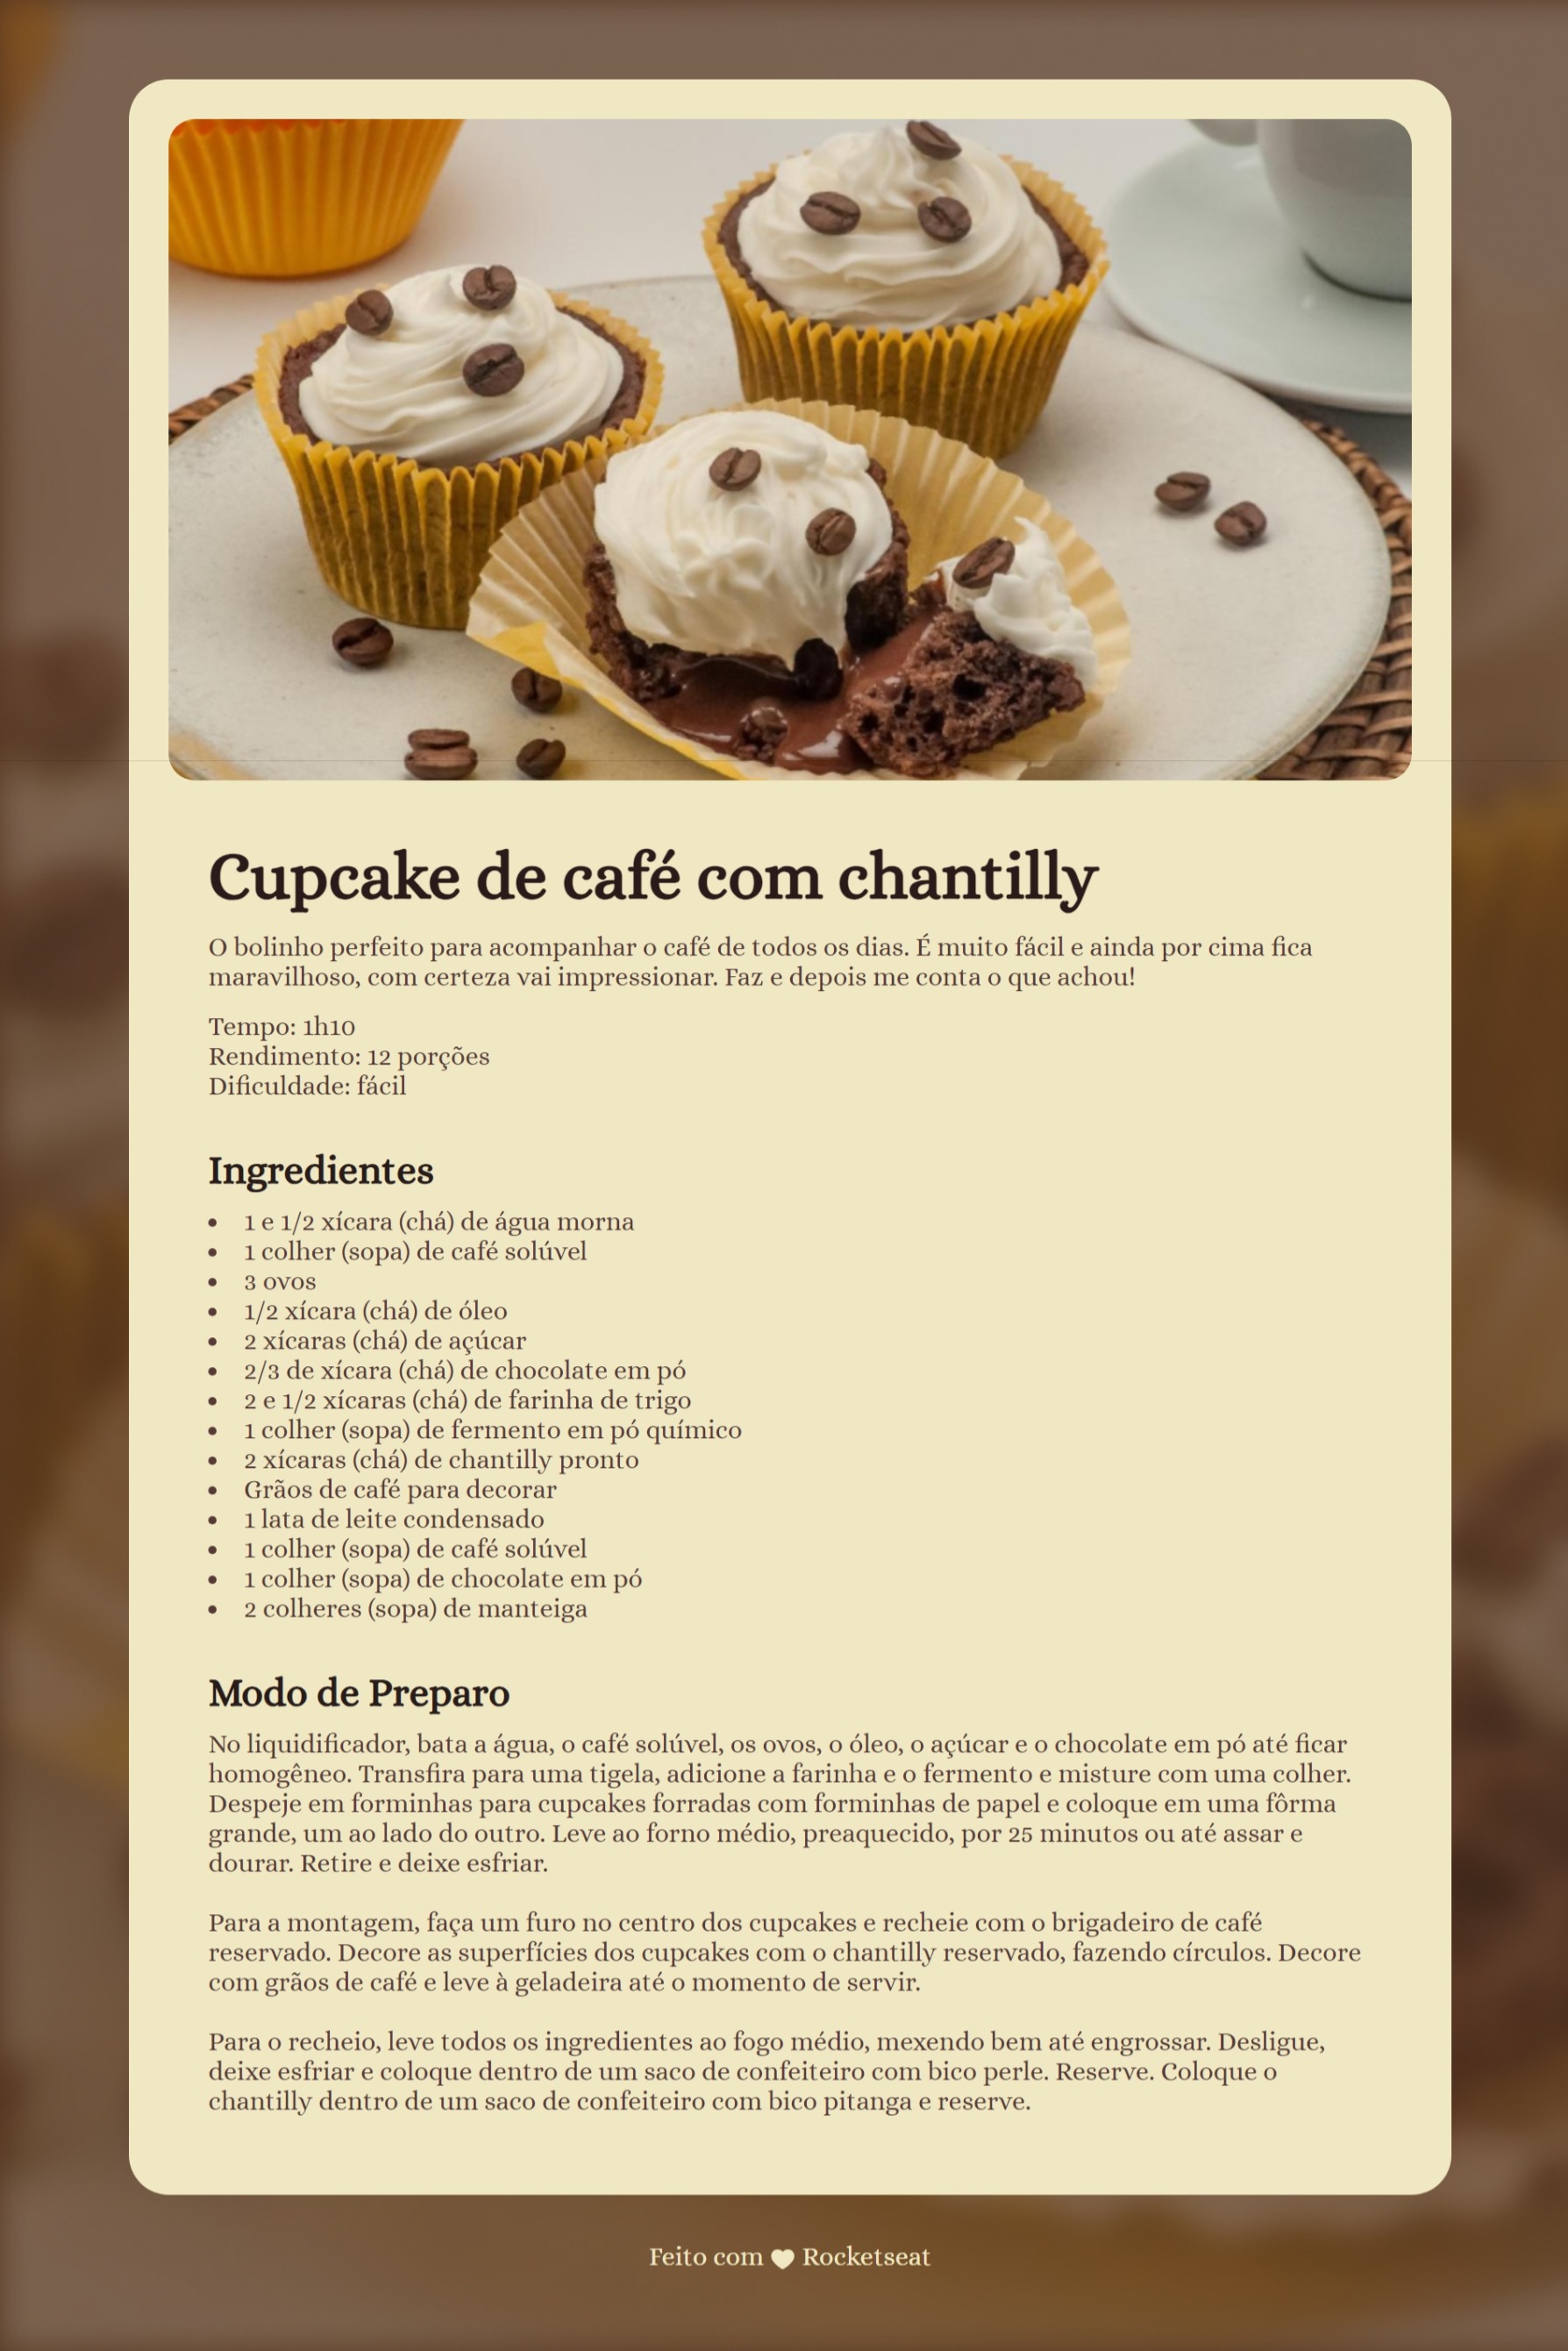 Cupcake de café com chantilly
O bolinho perfeito para acompanhar o café de todos os dias. É muito fácil e ainda por cima fica
maravilhoso, com certeza vai impressionar. Faz e depois me conta o que achou!
Tempo: 1h10
Rendimento: 12 porções
Dificuldade: fácil
Ingredientes
• 1 e 1/2 xícara (chá) de água morna
• 1 colher (sopa) de café solúvel
• 3 ovos
• 1/2 xícara (chá) de óleo
• 2 xícaras (chá) de açúcar
• 2/3 de xícara (chá) de chocolate em pó
• 2 e 1/2 xícaras (chá) de farinha de trigo
• 1 colher (sopa) de fermento em pó químico
• 2 xícaras (chá) de chantilly pronto
• Grãos de café para decorar
• 1 lata de leite condensado
• 1 colher (sopa) de café solúvel
• 1 colher (sopa) de chocolate em pó
• 2 colheres (sopa) de manteiga
Modo de Preparo
No liquidificador, bata a água, o café solúvel, os ovos, o óleo, o açúcar e o chocolate em pó até ficar
homogêneo. Transfira para uma tigela, adicione a farinha e o fermento e misture com uma colher.
Despeje em forminhas para cupcakes forradas com forminhas de papel e coloque em uma fôrma
grande, um ao lado do outro. Leve ao forno médio, preaquecido, por 25 minutos ou até assar e
dourar. Retire e deixe esfriar.
Para a montagem, faça um furo no centro dos cupcakes e recheie com o brigadeiro de café
reservado. Decore as superfícies dos cupcakes com o chantilly reservado, fazendo círculos. Decore
com grãos de café e leve à geladeira até o momento de servir.
Para o recheio, leve todos os ingredientes ao fogo médio, mexendo bem até engrossar. Desligue,
deixe esfriar e coloque dentro de um saco de confeiteiro com bico perle. Reserve. Coloque o
chantilly dentro de um saco de confeiteiro com bico pitanga e reserve.
Feito com ♥ Rocketseat